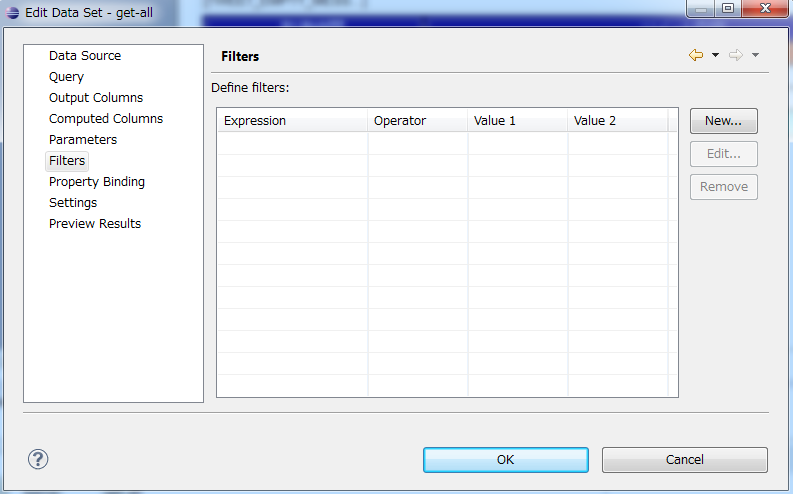 Edit Data Set - get-all
Data Source
Query
Output Columns
Computed Columns
Parameters
Filters
Property Binding
Settings
Preview Results
Filters
Define filters:
Expression Operator Value 1 Value 2
New...
Edit...
Remove
?
OK Cancel